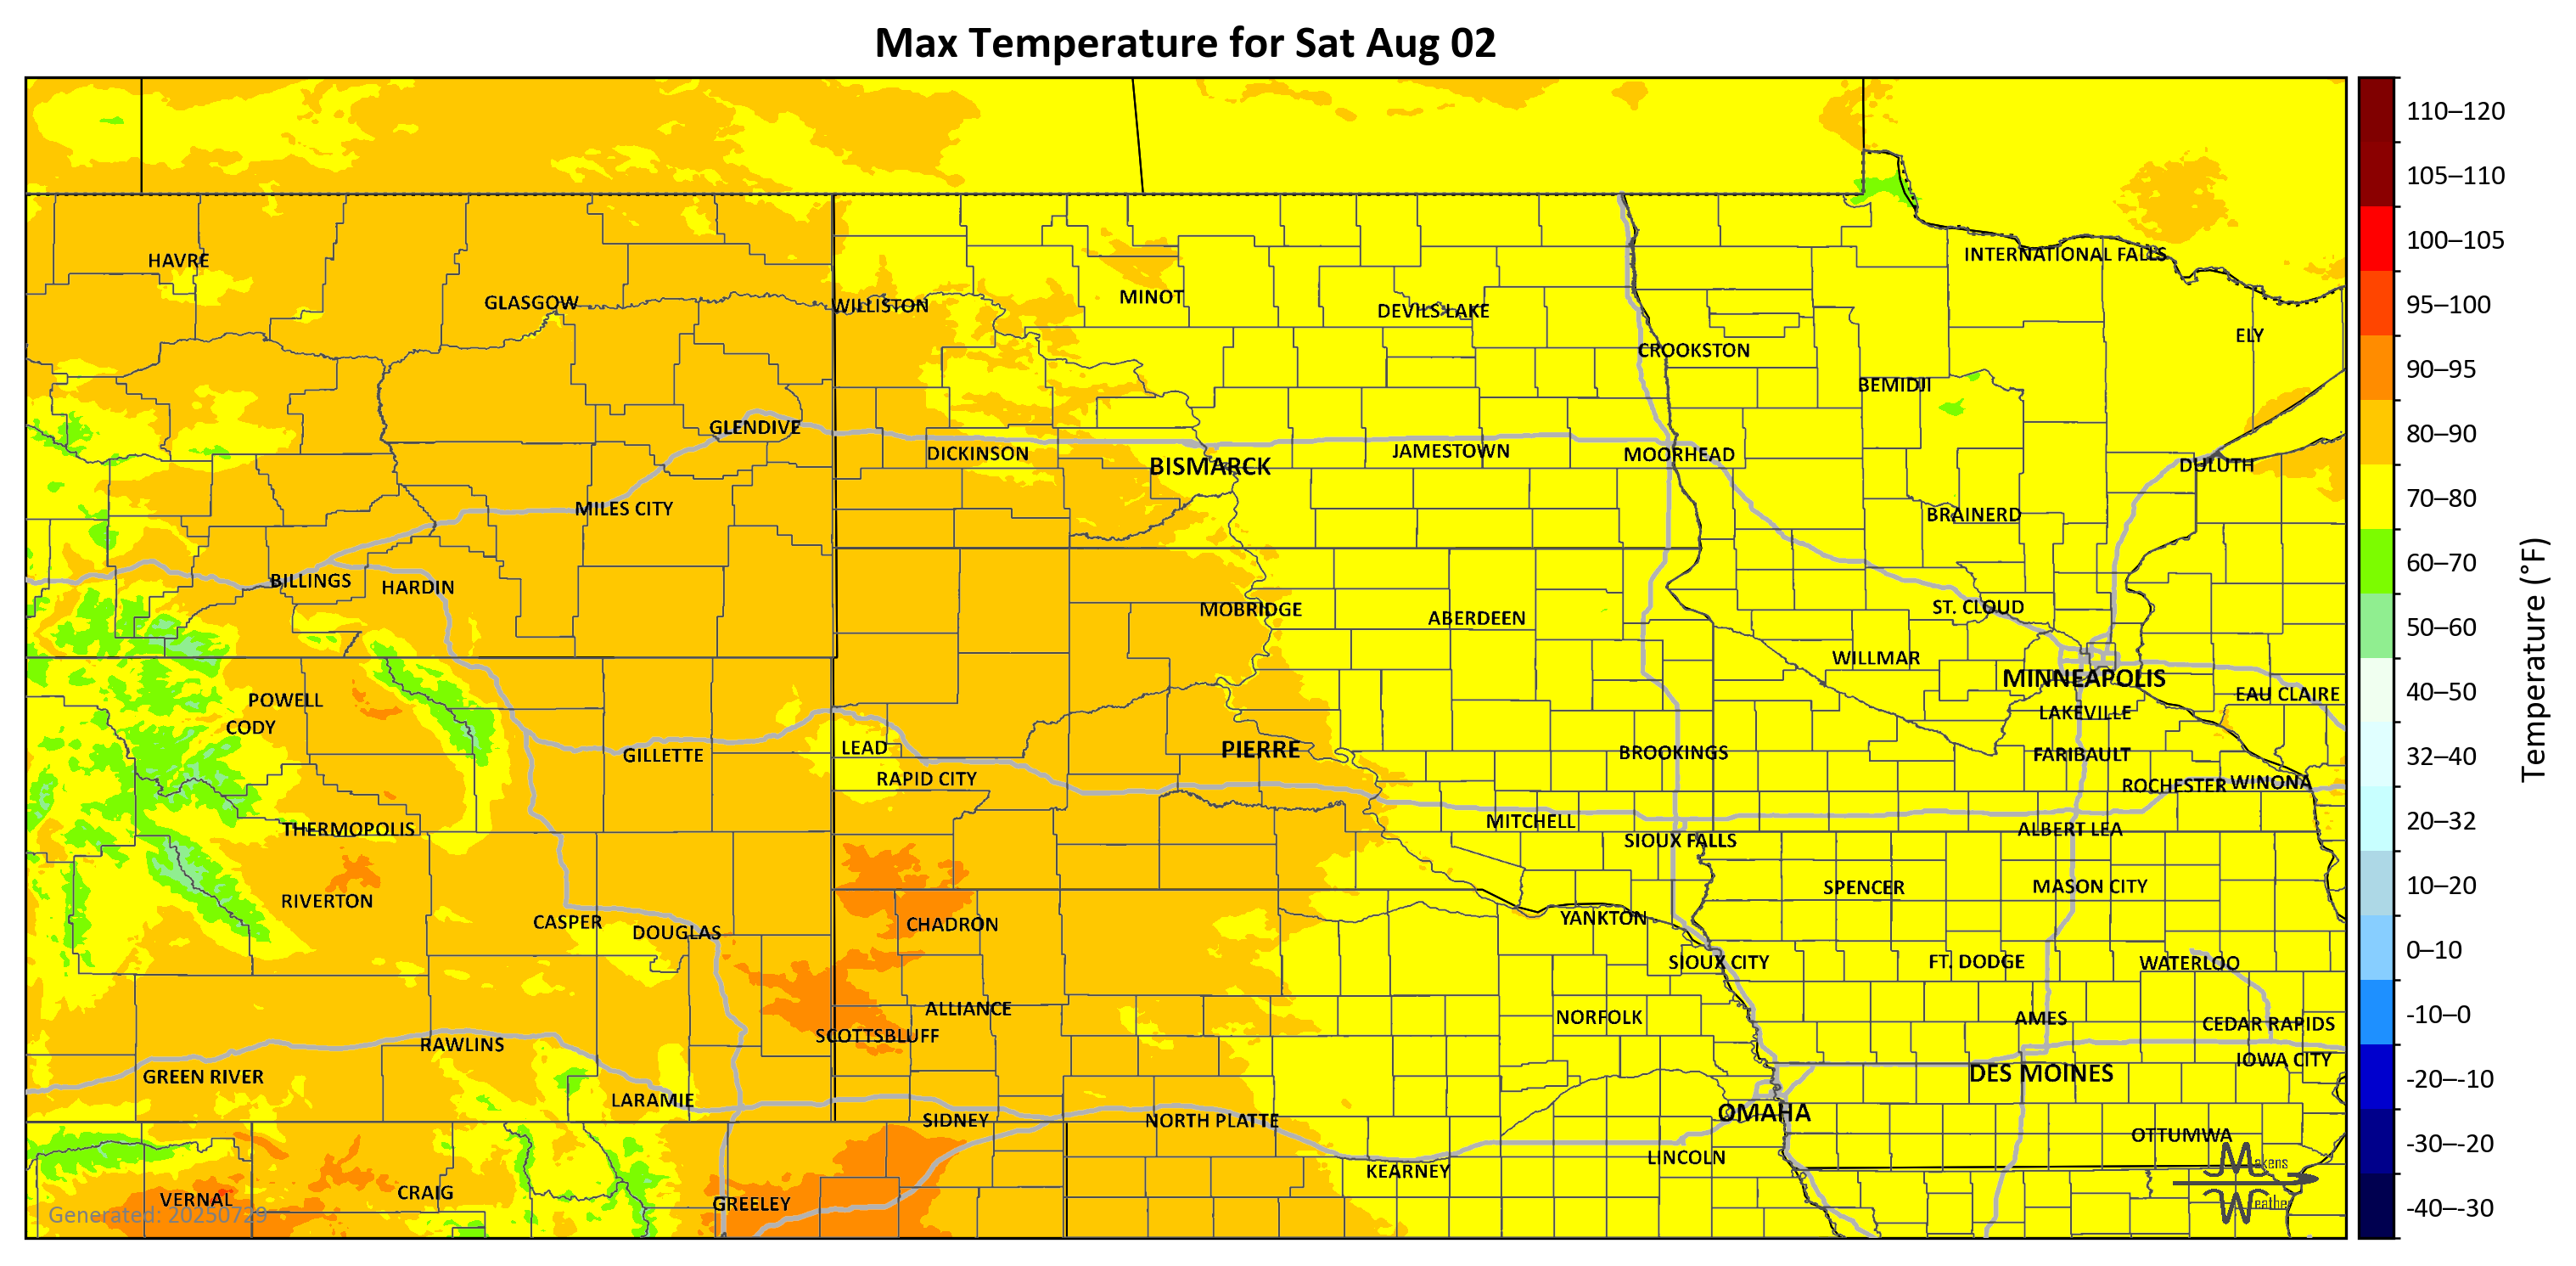 Max Temperature for Sat Aug 02
110–120
105–110
100–105
95–100
90–95
80–90
70–80
60–70
50–60
40–50
32–40
20–32
10–20
0–10
-10–0
-20–-10
-30–-20
-40–-30
Temperature (°F)
HAVRE
GLASGOW
WILLISTON
MINOT
DEVILS LAKE
INTERNATIONAL FALLS
CROOKSTON
ELY
BEMIDJI
GLENDIVE
DICKINSON
BISMARCK
JAMESTOWN
MOORHEAD
DULUTH
MILES CITY
BRAINERD
BILLINGS
HARDIN
MOBRIDGE
ABERDEEN
ST. CLOUD
WILLMAR
MINNEAPOLIS
EAU CLAIRE
POWELL
CODY
LAKEVILLE
GILLETTE
LEAD
PIERRE
BROOKINGS
FARIBAULT
RAPID CITY
ROCHESTER
WINONA
THERMOPOLIS
MITCHELL
SIOUX FALLS
ALBERT LEA
RIVERTON
SPENCER
MASON CITY
CASPER
DOUGLAS
CHADRON
YANKTON
SIOUX CITY
FT. DODGE
WATERLOO
ALLIANCE
NORFOLK
AMES
CEDAR RAPIDS
SCOTTSBLUFF
RAWLINS
IOWA CITY
GREEN RIVER
DES MOINES
LARAMIE
SIDNEY
NORTH PLATTE
OMAHA
OTTUMWA
LINCOLN
KEARNEY
VERNAL
CRAIG
GREELEY
Generated: 20250729
Makens
Weather